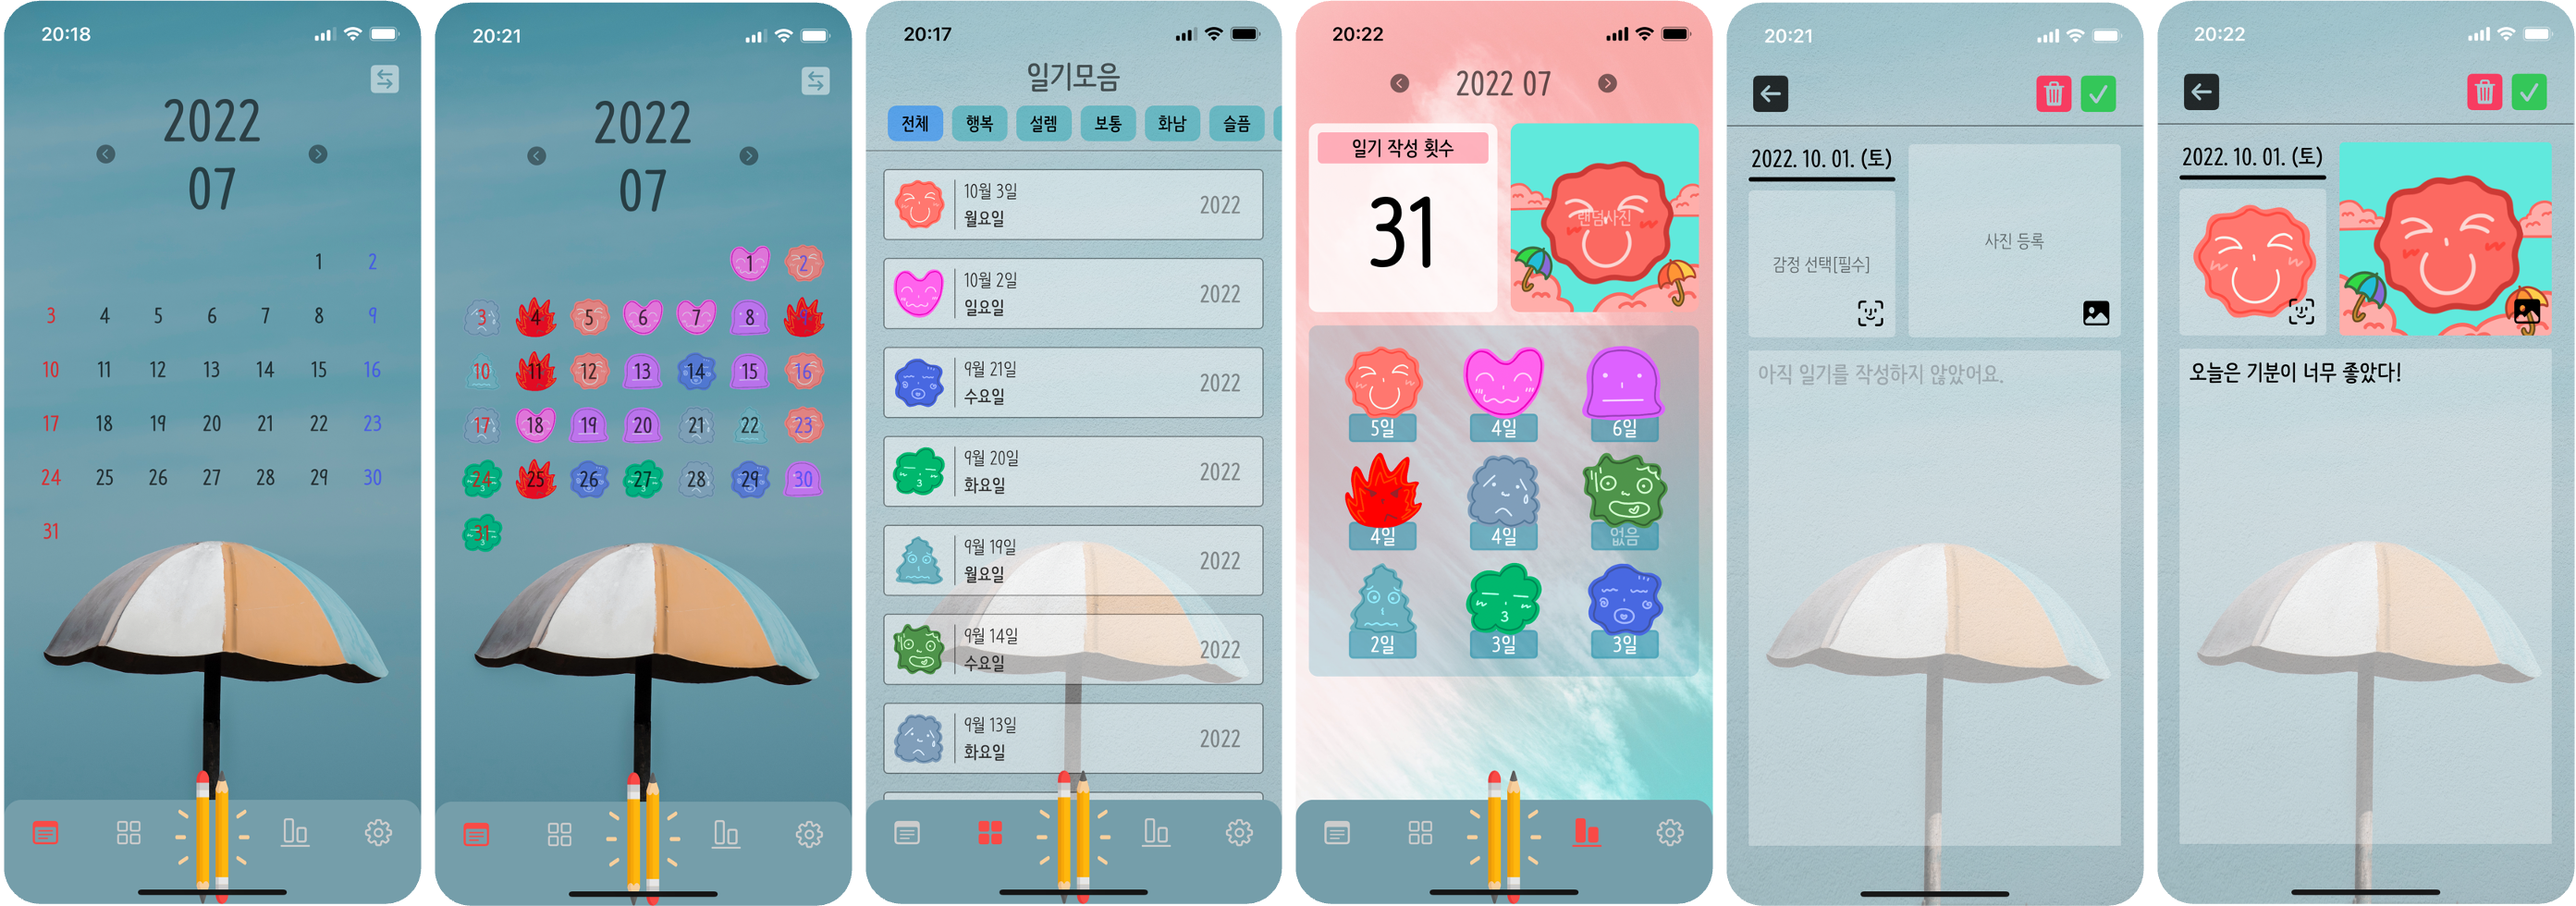 20:18
2022
07
1 2
3 4 5 6 7 8 9
10 11 12 13 14 15 16
17 18 19 20 21 22 23
24 25 26 27 28 29 30
31
20:21
2022
07
1 2
3 4 5 6 7 8 9
10 11 12 13 14 15 16
17 18 19 20 21 22 23
24 25 26 27 28 29 30
31
20:17
일기모음
전체 행복 설렘 보통 화남 슬픔
10월 3일
월요일
2022
10월 2일
일요일
2022
9월 21일
수요일
2022
9월 20일
화요일
2022
9월 19일
월요일
2022
9월 14일
수요일
2022
9월 13일
화요일
2022
20:22
2022 07
일기 작성 횟수
31
랜덤사진
5일 4일 6일
4일 4일 없음
2일 3일 3일
20:21
2022. 10. 01. (토)
감정 선택[필수]
사진 등록
아직 일기를 작성하지 않았어요.
20:22
2022. 10. 01. (토)
오늘은 기분이 너무 좋았다!